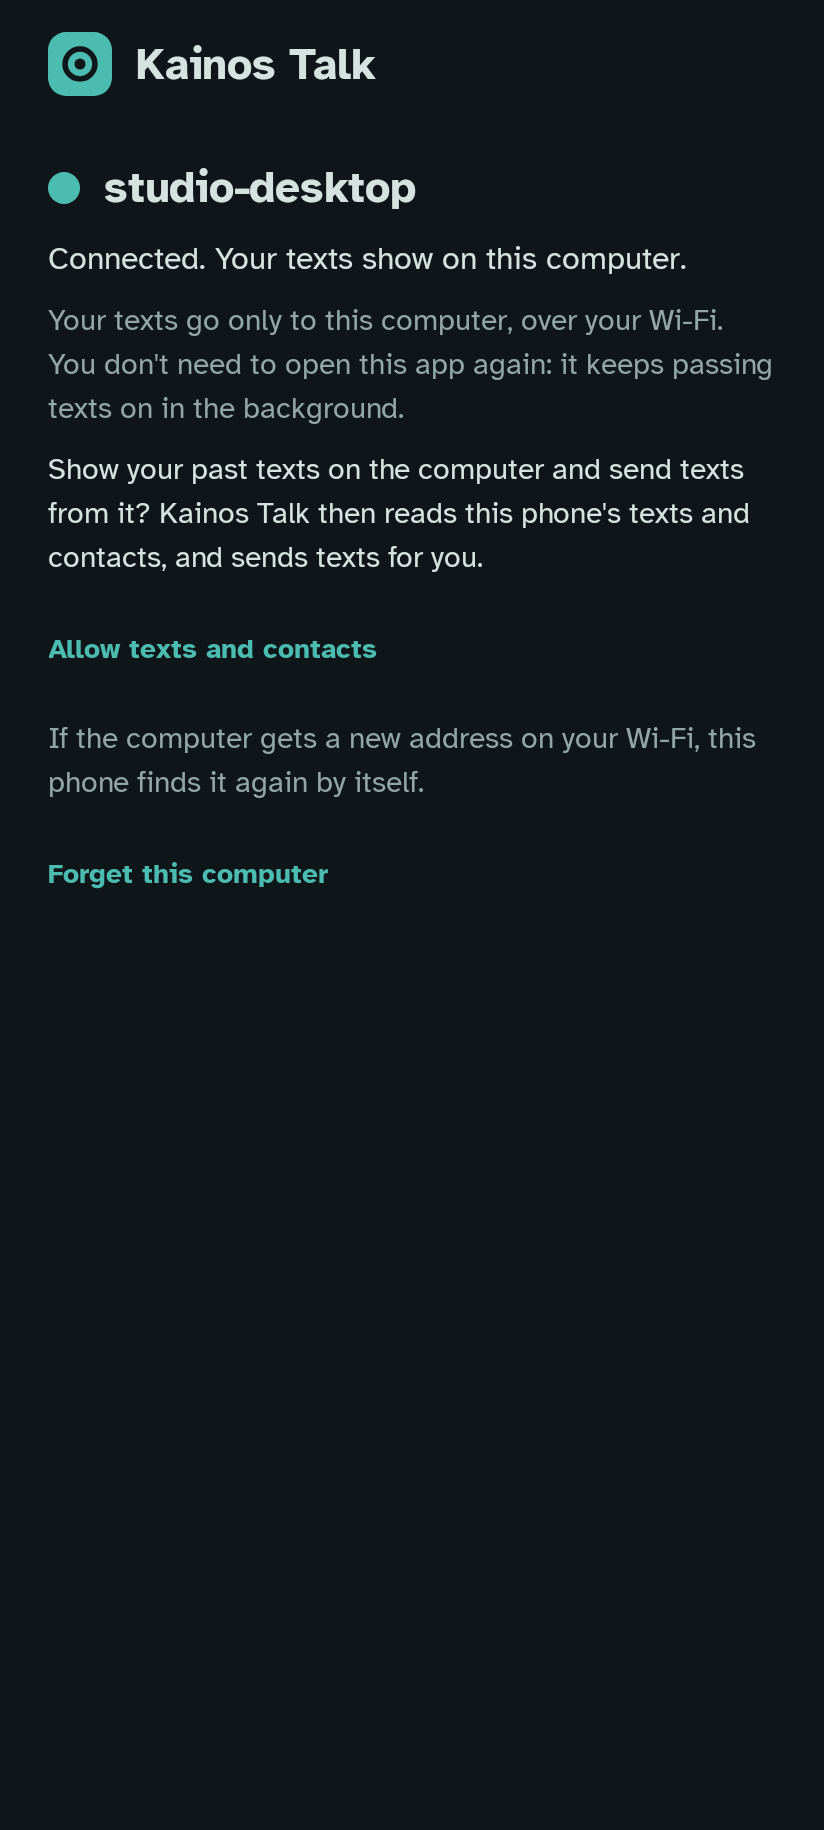 Kainos Talk
studio-desktop
Connected. Your texts show on this computer.
Your texts go only to this computer, over your Wi-Fi.
You don't need to open this app again: it keeps passing
texts on in the background.
Show your past texts on the computer and send texts
from it? Kainos Talk then reads this phone's texts and
contacts, and sends texts for you.
Allow texts and contacts
If the computer gets a new address on your Wi-Fi, this
phone finds it again by itself.
Forget this computer